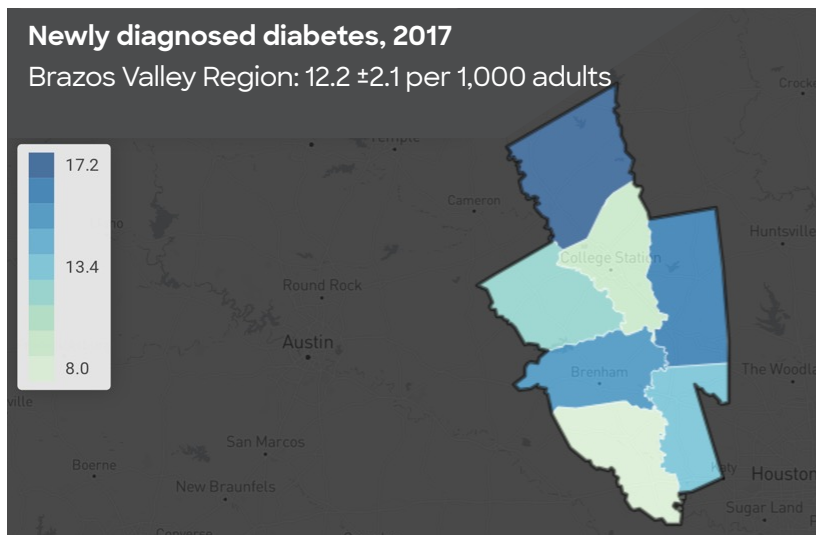 Newly diagnosed diabetes, 2017
Brazos Valley Region: 12.2 ±2.1 per 1,000 adults
Temple
17.2
Cameron
Huntsville
College Station
13.4
Round Rock
Austin
8.0
Brenham
San Marcos
Boerne
Katy
Houston
New Braunfels
Sugar Land